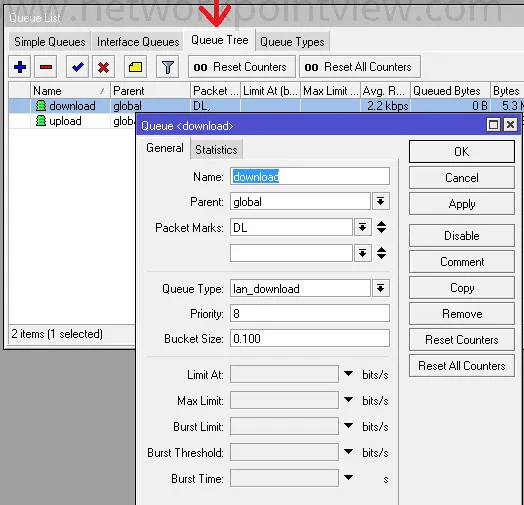 www.networkpointview.com
Queue List
Simple Queues Interface Queues Queue Tree Queue Types
00 Reset Counters 00 Reset All Counters
Name / Parent Packet ... Limit At (b... Max Limit ... Avg. R... Queued Bytes Bytes
download global DL, 2.2 kbps 0 B 5.3 M
upload globa
Queue <download>
General Statistics
Name: download
Parent: global
Packet Marks: DL
Queue Type: lan_download
Priority: 8
Bucket Size: 0.100
Limit At: bits/s
Max Limit: bits/s
Burst Limit: bits/s
Burst Threshold: bits/s
Burst Time: s
OK
Cancel
Apply
Disable
Comment
Copy
Remove
Reset Counters
Reset All Counters
2 items (1 selected)